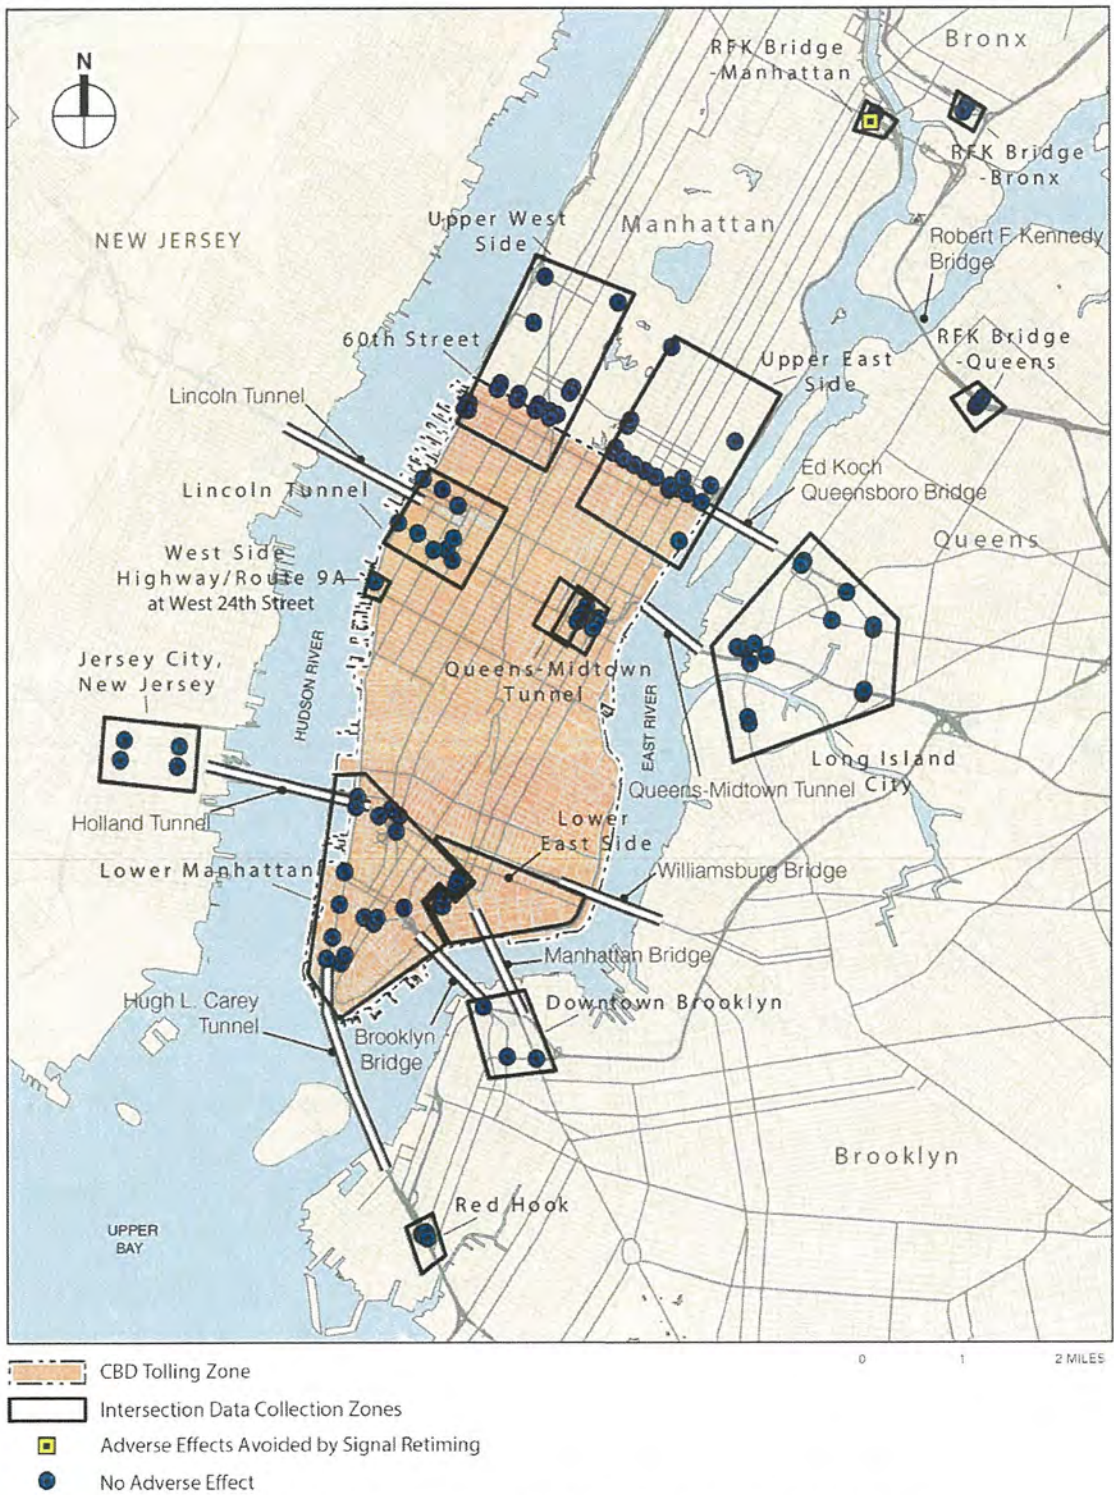 N
RFK Bridge
-Manhattan
Bronx
RFK Bridge
-Bronx
Upper West
Side
Manhattan
NEW JERSEY
Robert F. Kennedy
Bridge
60th Street
RFK Bridge
-Queens
Upper East
Side
Lincoln Tunnel
Ed Koch
Queensboro Bridge
Lincoln Tunnel
Queens
West Side
Highway/Route 9A
at West 24th Street
Jersey City,
New Jersey
HUDSON RIVER
Queens-Midtown
Tunnel
EAST RIVER
Long Island
City
Queens-Midtown Tunnel
Holland Tunnel
Lower
East Side
Lower Manhattan
Williamsburg Bridge
Manhattan Bridge
Hugh L. Carey
Tunnel
Downtown Brooklyn
Brooklyn
Bridge
Brooklyn
Red Hook
UPPER
BAY
0 1 2 MILES
CBD Tolling Zone
Intersection Data Collection Zones
Adverse Effects Avoided by Signal Retiming
No Adverse Effect